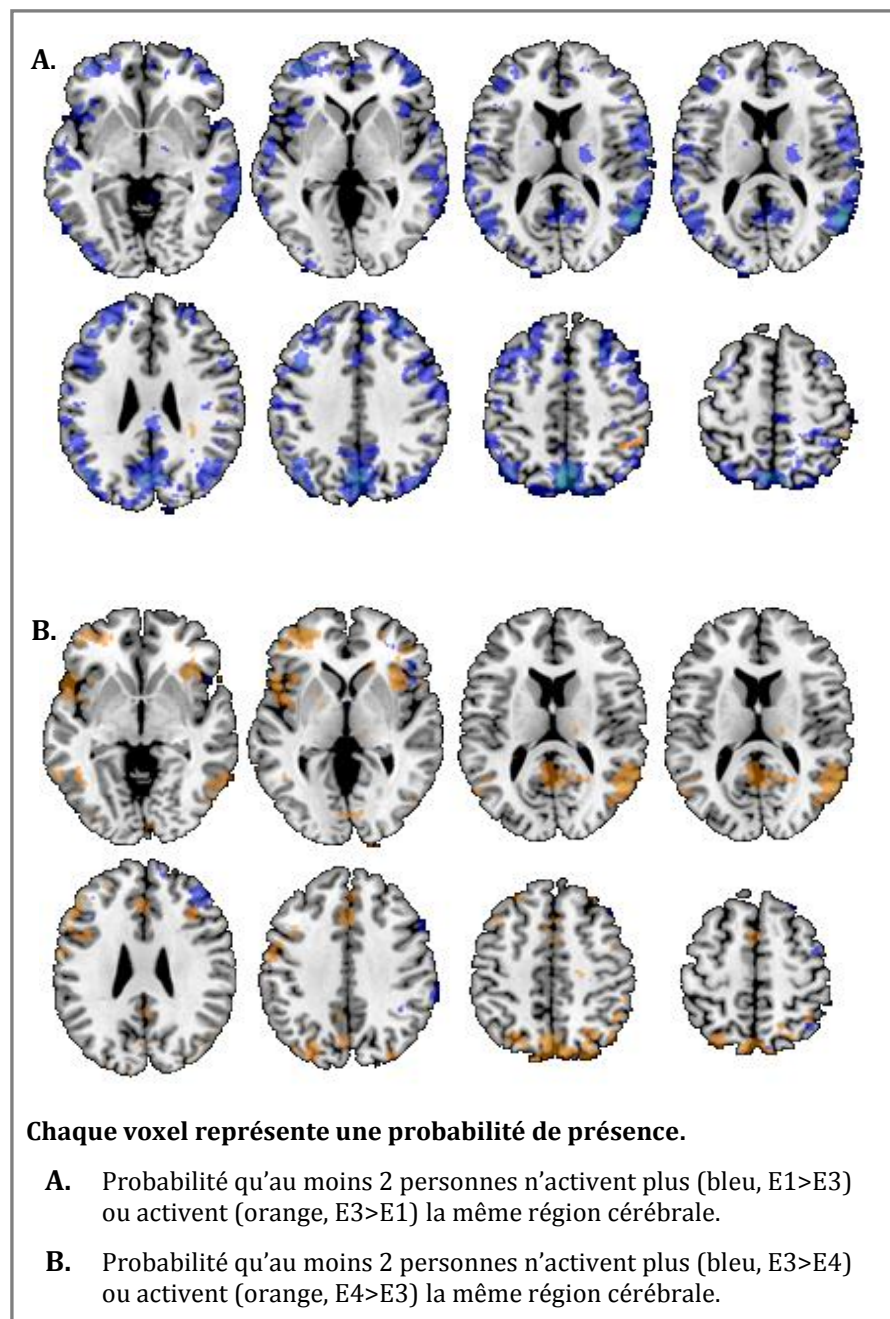 A.
B.
Chaque voxel représente une probabilité de présence.
A. Probabilité qu'au moins 2 personnes n'activent plus (bleu, E1>E3)
ou activent (orange, E3>E1) la même région cérébrale.
B. Probabilité qu'au moins 2 personnes n'activent plus (bleu, E3>E4)
ou activent (orange, E4>E3) la même région cérébrale.